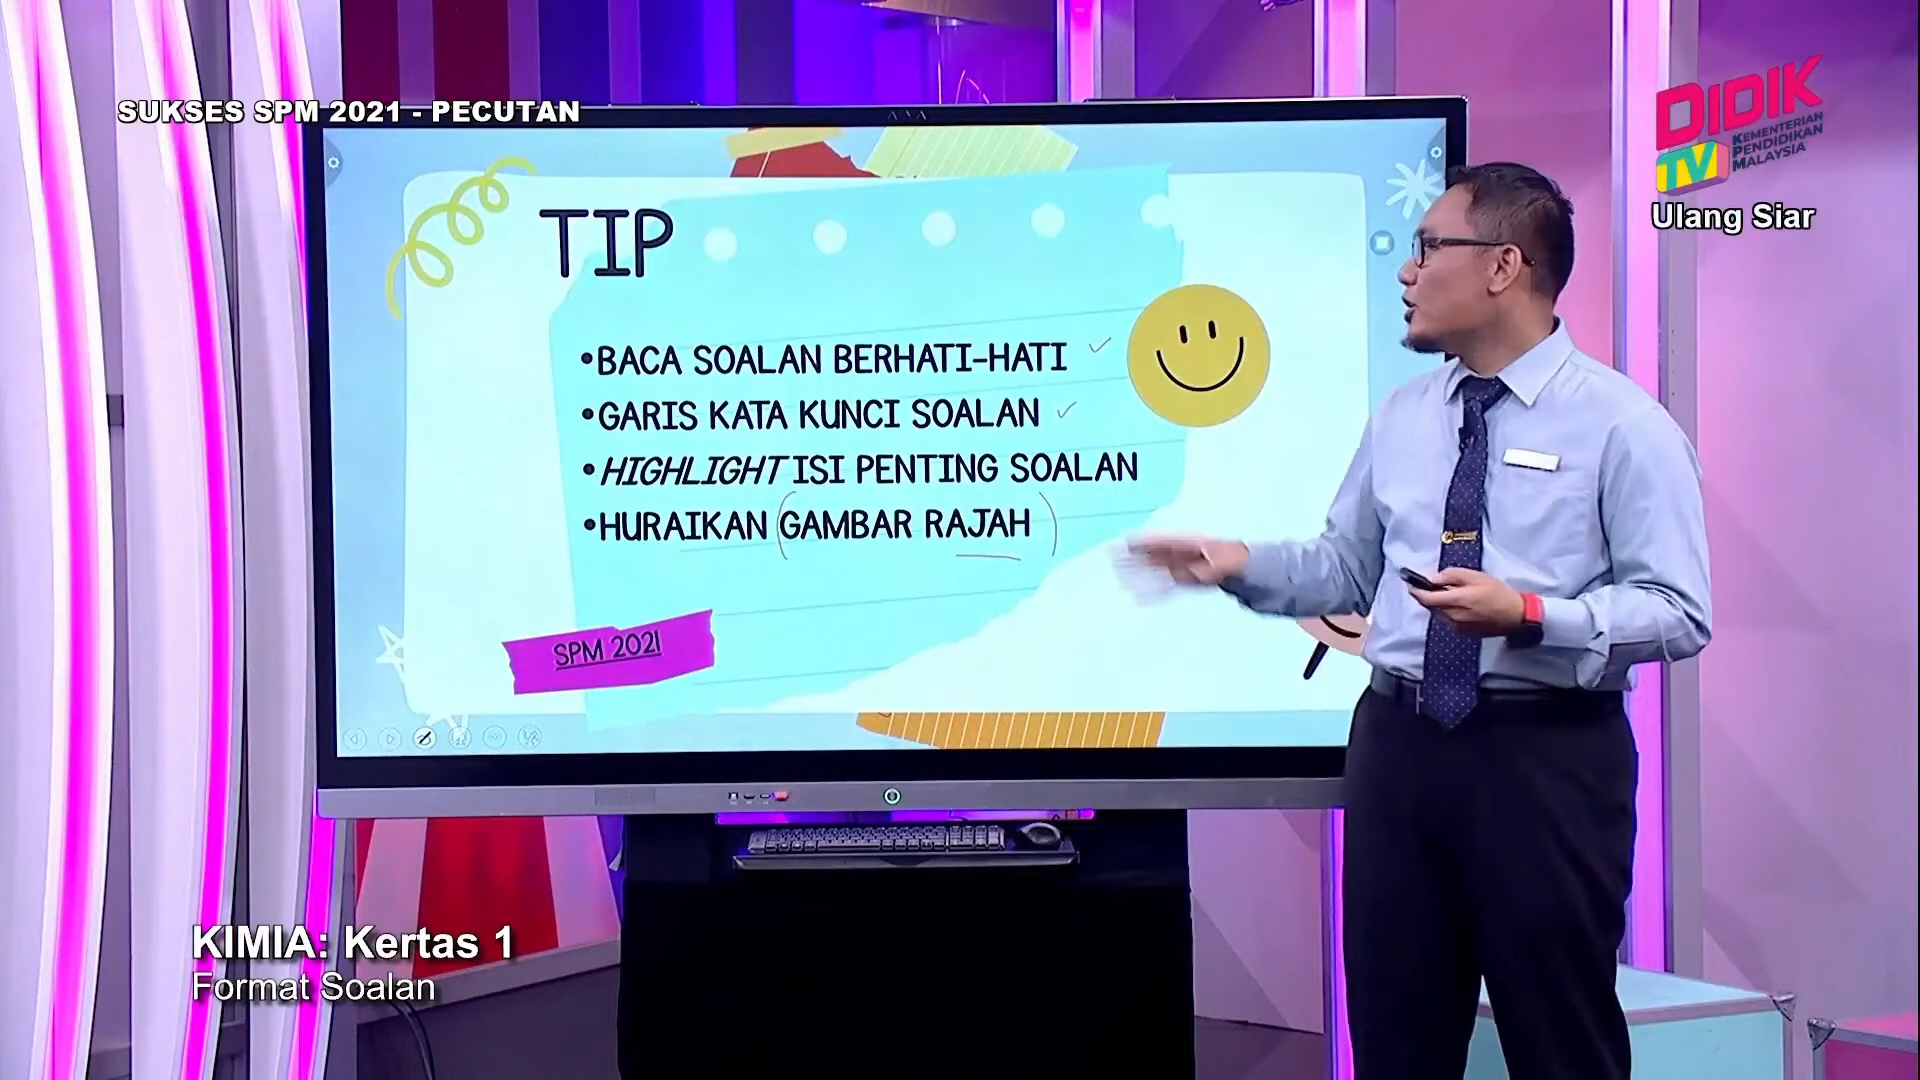 SUKSES SPM 2021 - PECUTAN
DIDIK
TV
KEMENTERIAN
PENDIDIKAN
MALAYSIA
Ulang Siar
TIP
•BACA SOALAN BERHATI-HATI
•GARIS KATA KUNCI SOALAN
•HIGHLIGHT ISI PENTING SOALAN
•HURAIKAN GAMBAR RAJAH
SPM 2021
KIMIA: Kertas 1
Format Soalan